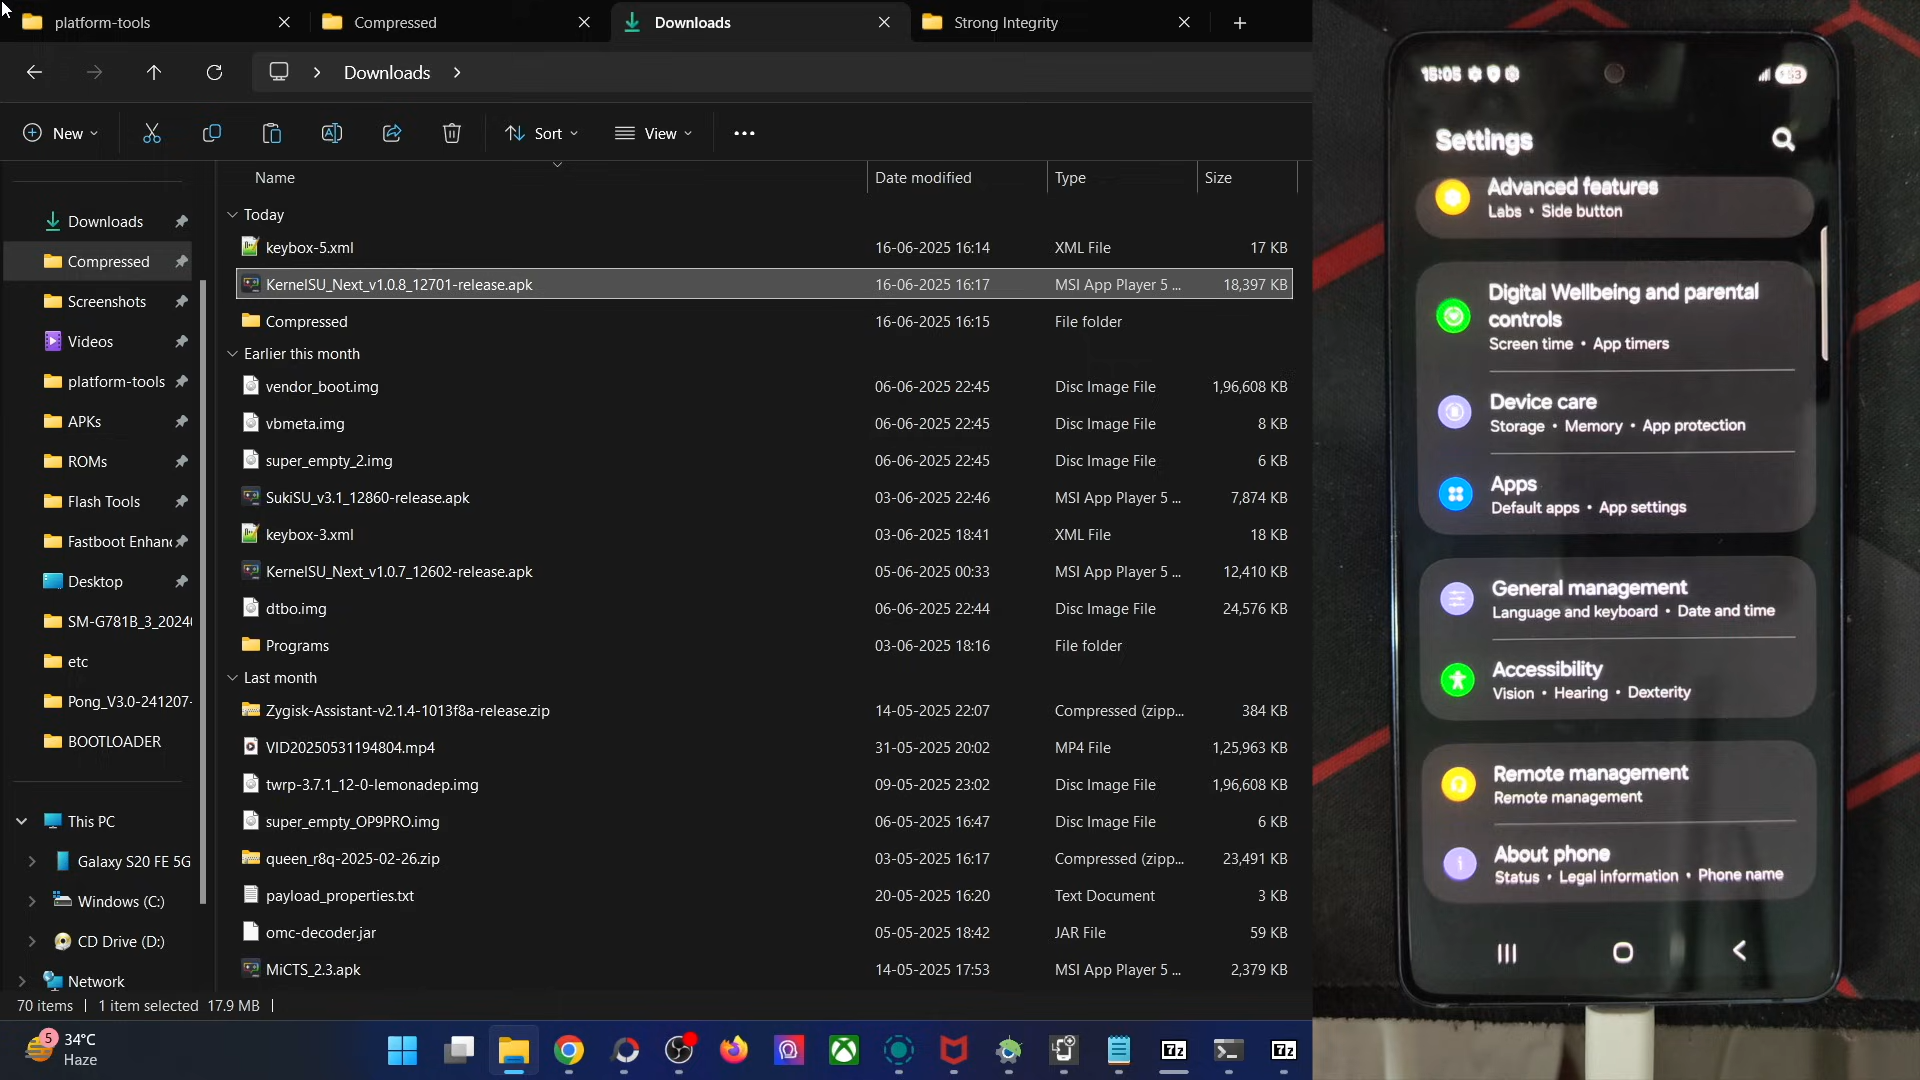 platform-tools
Compressed
Downloads
Strong Integrity
Downloads
New
Sort
View
Name
Date modified
Type
Size
Downloads
Compressed
Screenshots
Videos
platform-tools
APKs
ROMs
Flash Tools
Fastboot Enhanc
Desktop
SM-G781B_3_2024
etc
Pong_V3.0-241207-
BOOTLOADER
This PC
Galaxy S20 FE 5G
Windows (C:)
CD Drive (D:)
Network
Today
keybox-5.xml 16-06-2025 16:14 XML File 17 KB
KernelSU_Next_v1.0.8_12701-release.apk 16-06-2025 16:17 MSI App Player 5 ... 18,397 KB
Compressed 16-06-2025 16:15 File folder
Earlier this month
vendor_boot.img 06-06-2025 22:45 Disc Image File 1,96,608 KB
vbmeta.img 06-06-2025 22:45 Disc Image File 8 KB
super_empty_2.img 06-06-2025 22:45 Disc Image File 6 KB
SukiSU_v3.1_12860-release.apk 03-06-2025 22:46 MSI App Player 5 ... 7,874 KB
keybox-3.xml 03-06-2025 18:41 XML File 18 KB
KernelSU_Next_v1.0.7_12602-release.apk 05-06-2025 00:33 MSI App Player 5 ... 12,410 KB
dtbo.img 06-06-2025 22:44 Disc Image File 24,576 KB
Programs 03-06-2025 18:16 File folder
Last month
Zygisk-Assistant-v2.1.4-1013f8a-release.zip 14-05-2025 22:07 Compressed (zipp... 384 KB
VID20250531194804.mp4 31-05-2025 20:02 MP4 File 1,25,963 KB
twrp-3.7.1_12-0-lemonadep.img 09-05-2025 23:02 Disc Image File 1,96,608 KB
super_empty_OP9PRO.img 06-05-2025 16:47 Disc Image File 6 KB
queen_r8q-2025-02-26.zip 03-05-2025 16:17 Compressed (zipp... 23,491 KB
payload_properties.txt 20-05-2025 16:20 Text Document 3 KB
omc-decoder.jar 05-05-2025 18:42 JAR File 59 KB
MiCTS_2.3.apk 14-05-2025 17:53 MSI App Player 5 ... 2,379 KB
70 items
1 item selected 17.9 MB
5
34°C
Haze
7z
7z
15:05
53
Settings
Advanced features
Labs • Side button
Digital Wellbeing and parental
controls
Screen time • App timers
Device care
Storage • Memory • App protection
Apps
Default apps • App settings
General management
Language and keyboard • Date and time
Accessibility
Vision • Hearing • Dexterity
Remote management
Remote management
About phone
Status • Legal information • Phone name